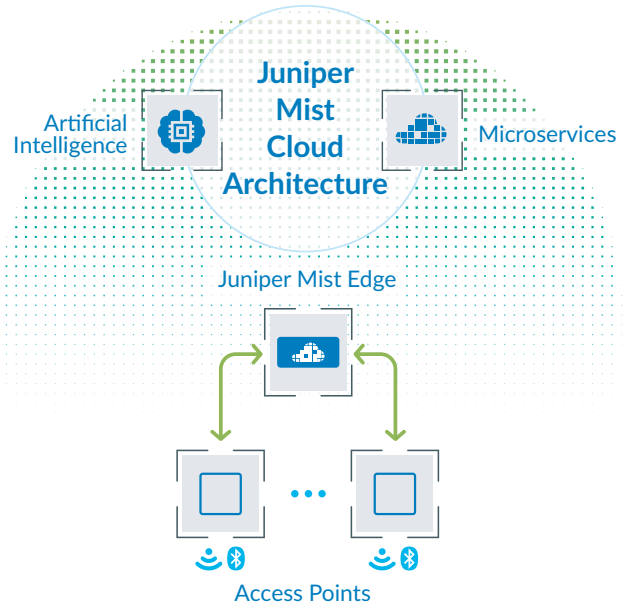 Juniper
Mist
Cloud
Architecture
Artificial
Intelligence
Microservices
Juniper Mist Edge
Access Points